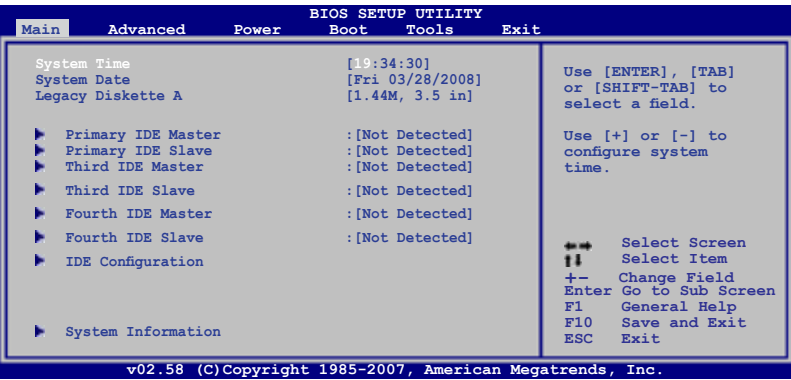 BIOS SETUP UTILITY
Main Advanced Power Boot Tools Exit
System Time [19:34:30]
System Date [Fri 03/28/2008]
Legacy Diskette A [1.44M, 3.5 in]
Primary IDE Master :[Not Detected]
Primary IDE Slave :[Not Detected]
Third IDE Master :[Not Detected]
Third IDE Slave :[Not Detected]
Fourth IDE Master :[Not Detected]
Fourth IDE Slave :[Not Detected]
IDE Configuration
System Information
Use [ENTER], [TAB]
or [SHIFT-TAB] to
select a field.
Use [+] or [-] to
configure system
time.
Select Screen
Select Item
+- Change Field
Enter Go to Sub Screen
F1 General Help
F10 Save and Exit
ESC Exit
v02.58 (C)Copyright 1985-2007, American Megatrends, Inc.